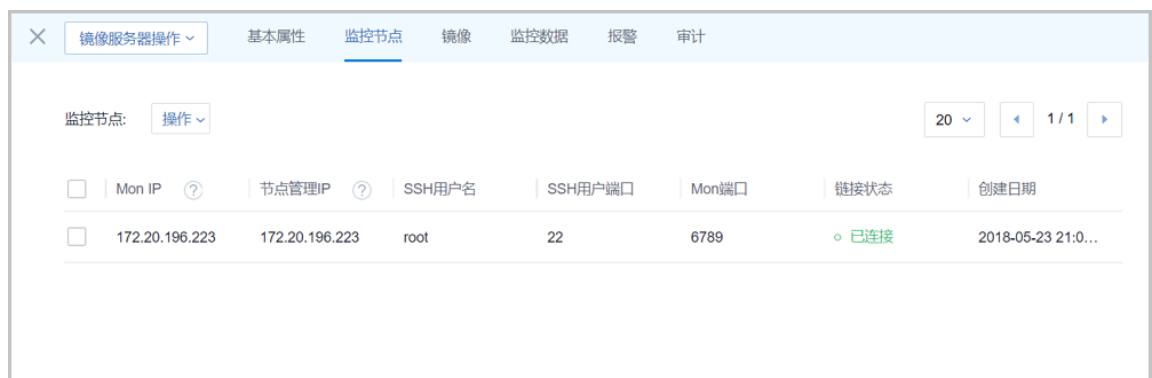 镜像服务器操作 基本属性 监控节点 镜像 监控数据 报警 审计
监控节点: 操作 20 1 / 1
Mon IP ? 节点管理IP ? SSH用户名 SSH用户端口 Mon端口 链接状态 创建日期
172.20.196.223 172.20.196.223 root 22 6789 已连接 2018-05-23 21:0...